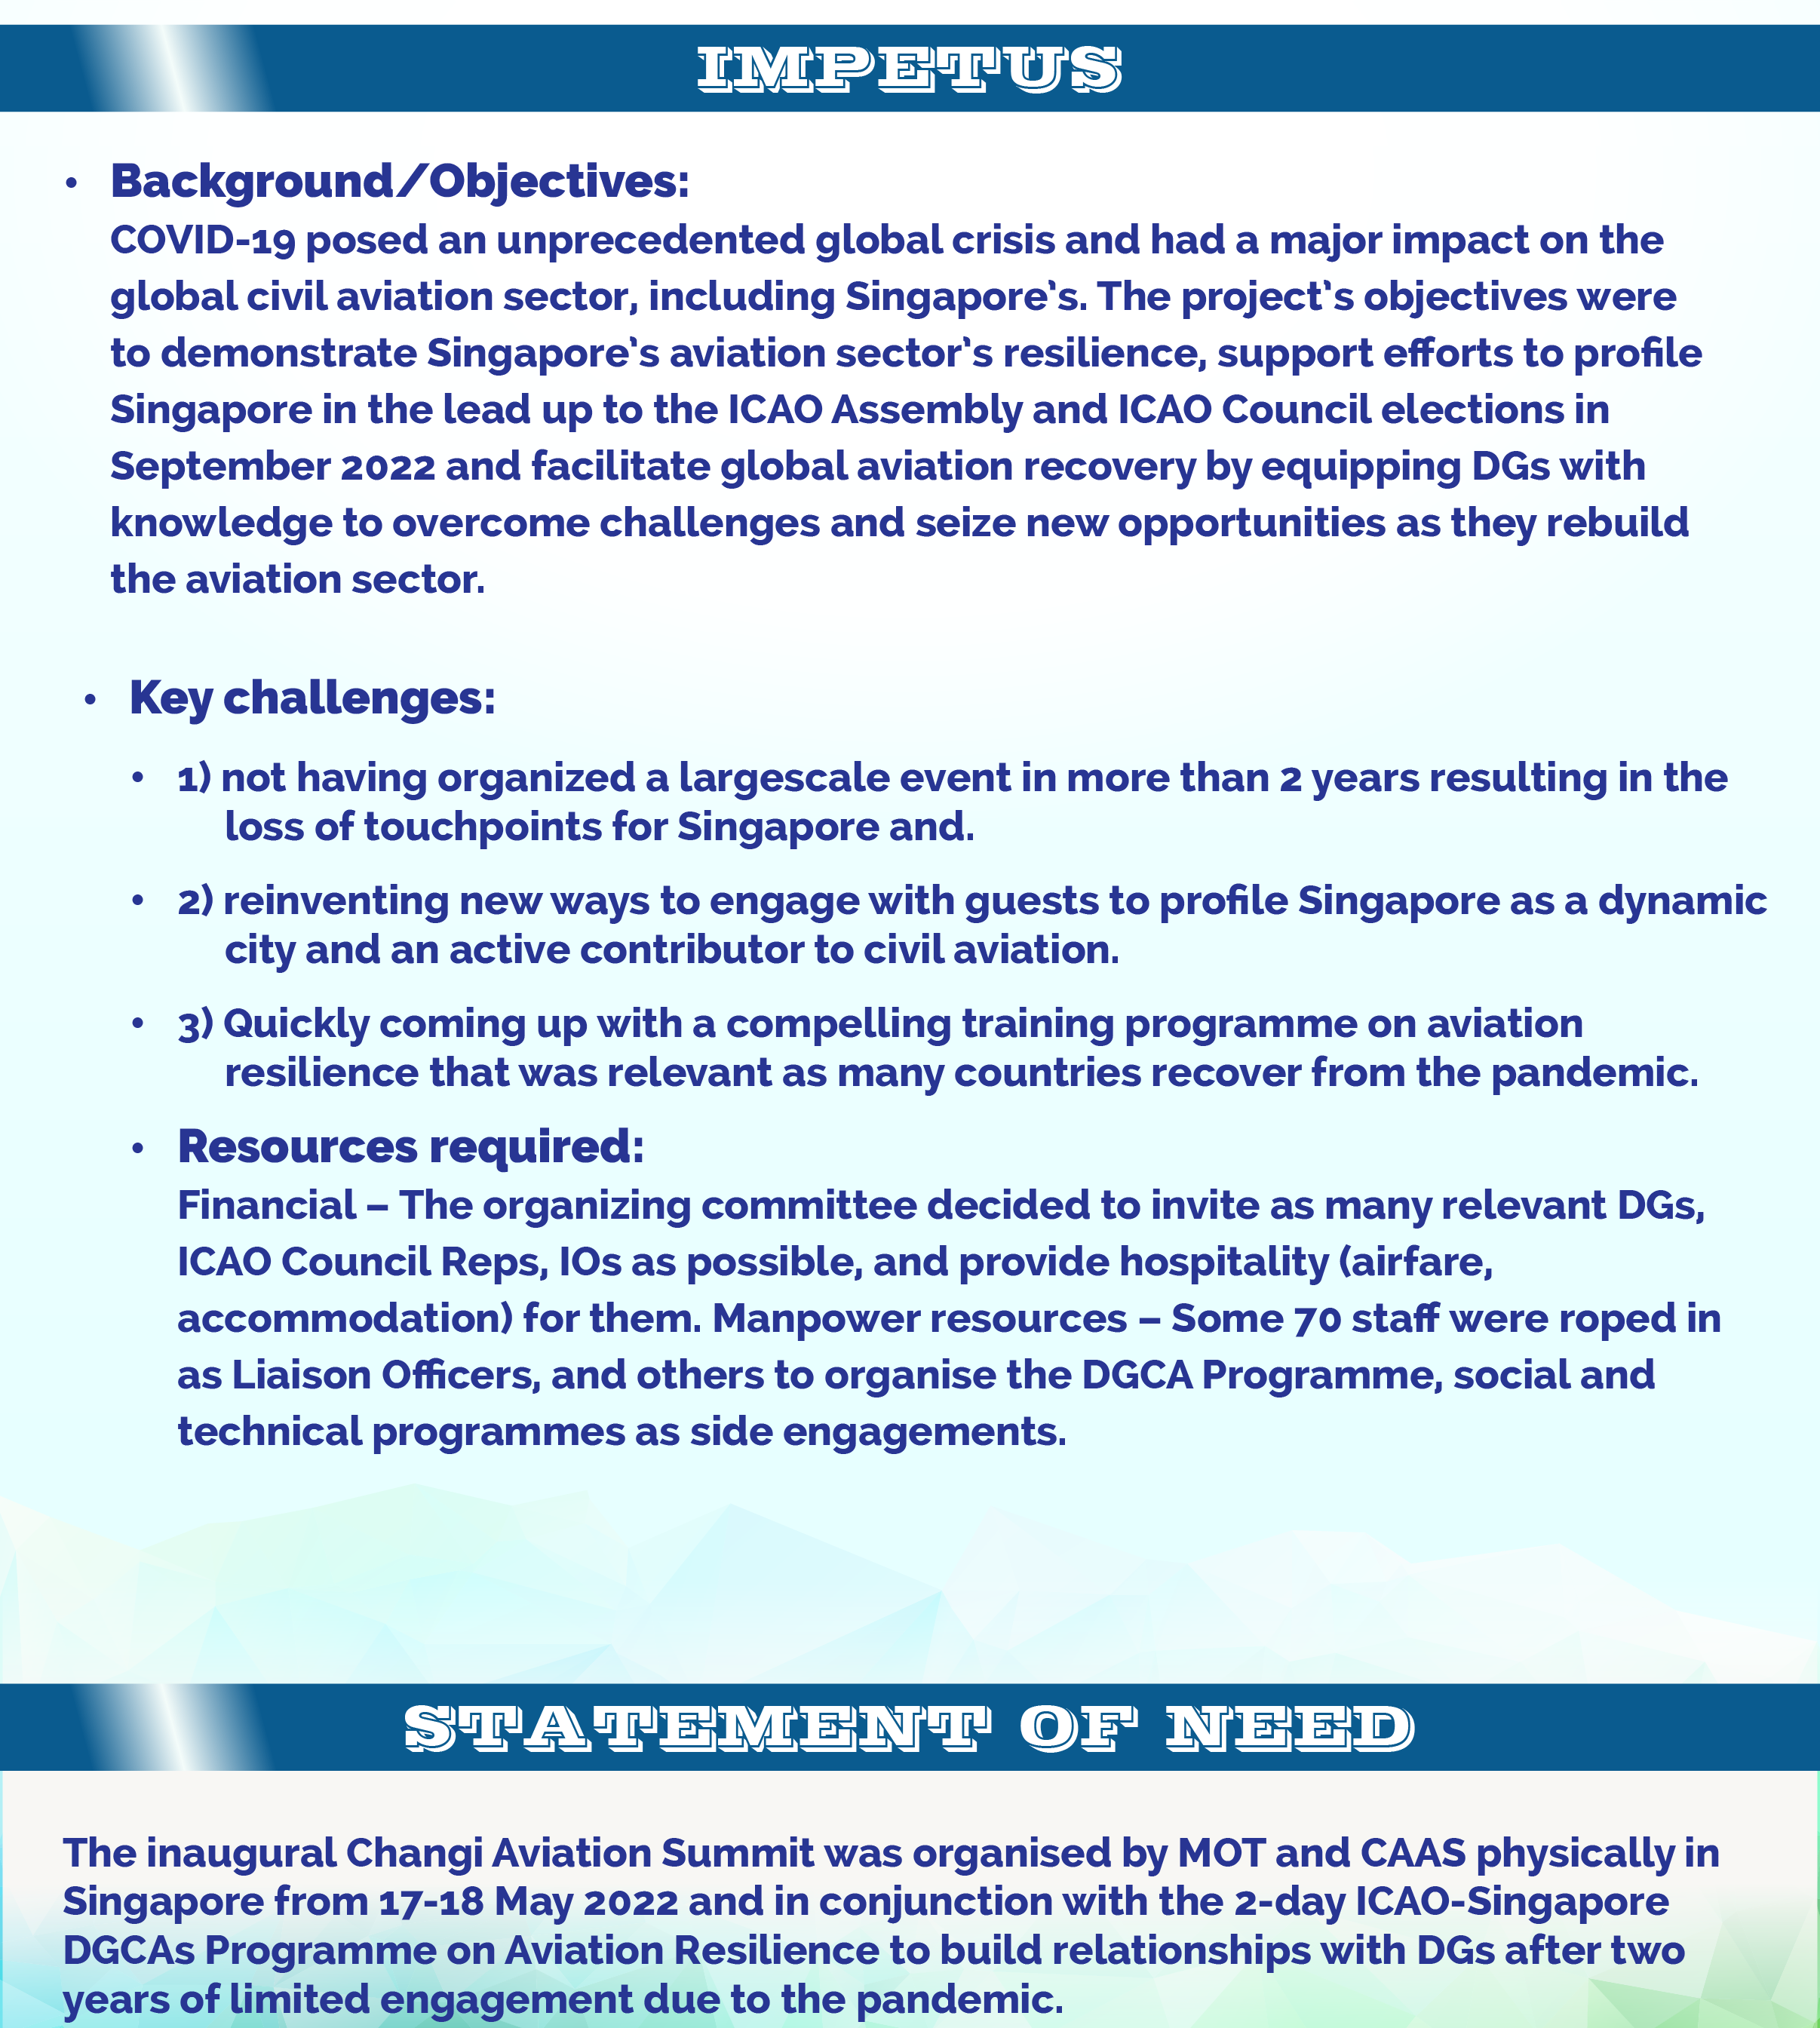 IMPETUS
• Background/Objectives:
COVID-19 posed an unprecedented global crisis and had a major impact on the
global civil aviation sector, including Singapore's. The project's objectives were
to demonstrate Singapore's aviation sector's resilience, support efforts to profile
Singapore in the lead up to the ICAO Assembly and ICAO Council elections in
September 2022 and facilitate global aviation recovery by equipping DGs with
knowledge to overcome challenges and seize new opportunities as they rebuild
the aviation sector.
• Key challenges:
• 1) not having organized a largescale event in more than 2 years resulting in the
loss of touchpoints for Singapore and.
• 2) reinventing new ways to engage with guests to profile Singapore as a dynamic
city and an active contributor to civil aviation.
• 3) Quickly coming up with a compelling training programme on aviation
resilience that was relevant as many countries recover from the pandemic.
• Resources required:
Financial – The organizing committee decided to invite as many relevant DGs,
ICAO Council Reps, IOs as possible, and provide hospitality (airfare,
accommodation) for them. Manpower resources – Some 70 staff were roped in
as Liaison Officers, and others to organise the DGCA Programme, social and
technical programmes as side engagements.
STATEMENT OF NEED
The inaugural Changi Aviation Summit was organised by MOT and CAAS physically in
Singapore from 17-18 May 2022 and in conjunction with the 2-day ICAO-Singapore
DGCAs Programme on Aviation Resilience to build relationships with DGs after two
years of limited engagement due to the pandemic.